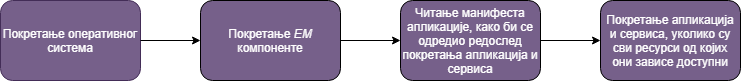 Покретање оперативног
система
Покретање EM
компоненте
Читање манифеста
апликације, како би се
одредио редослед
покретања апликација и
сервиса
Покретање апликација
и сервиса, уколико су
сви ресурси од којих
они зависе доступни